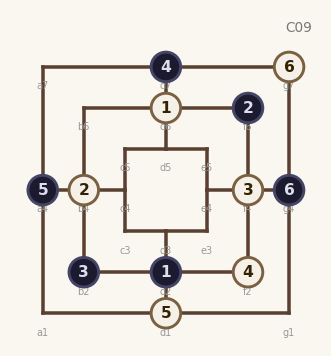 C09
4 6
a7 d7 g7
1 2
b6 d6 f6
c5 d5 e5
5 2 3 6
a4 b4 c4 e4 f4 g4
c3 d3 e3
3 1 4
b2 d2 f2
5
a1 d1 g1